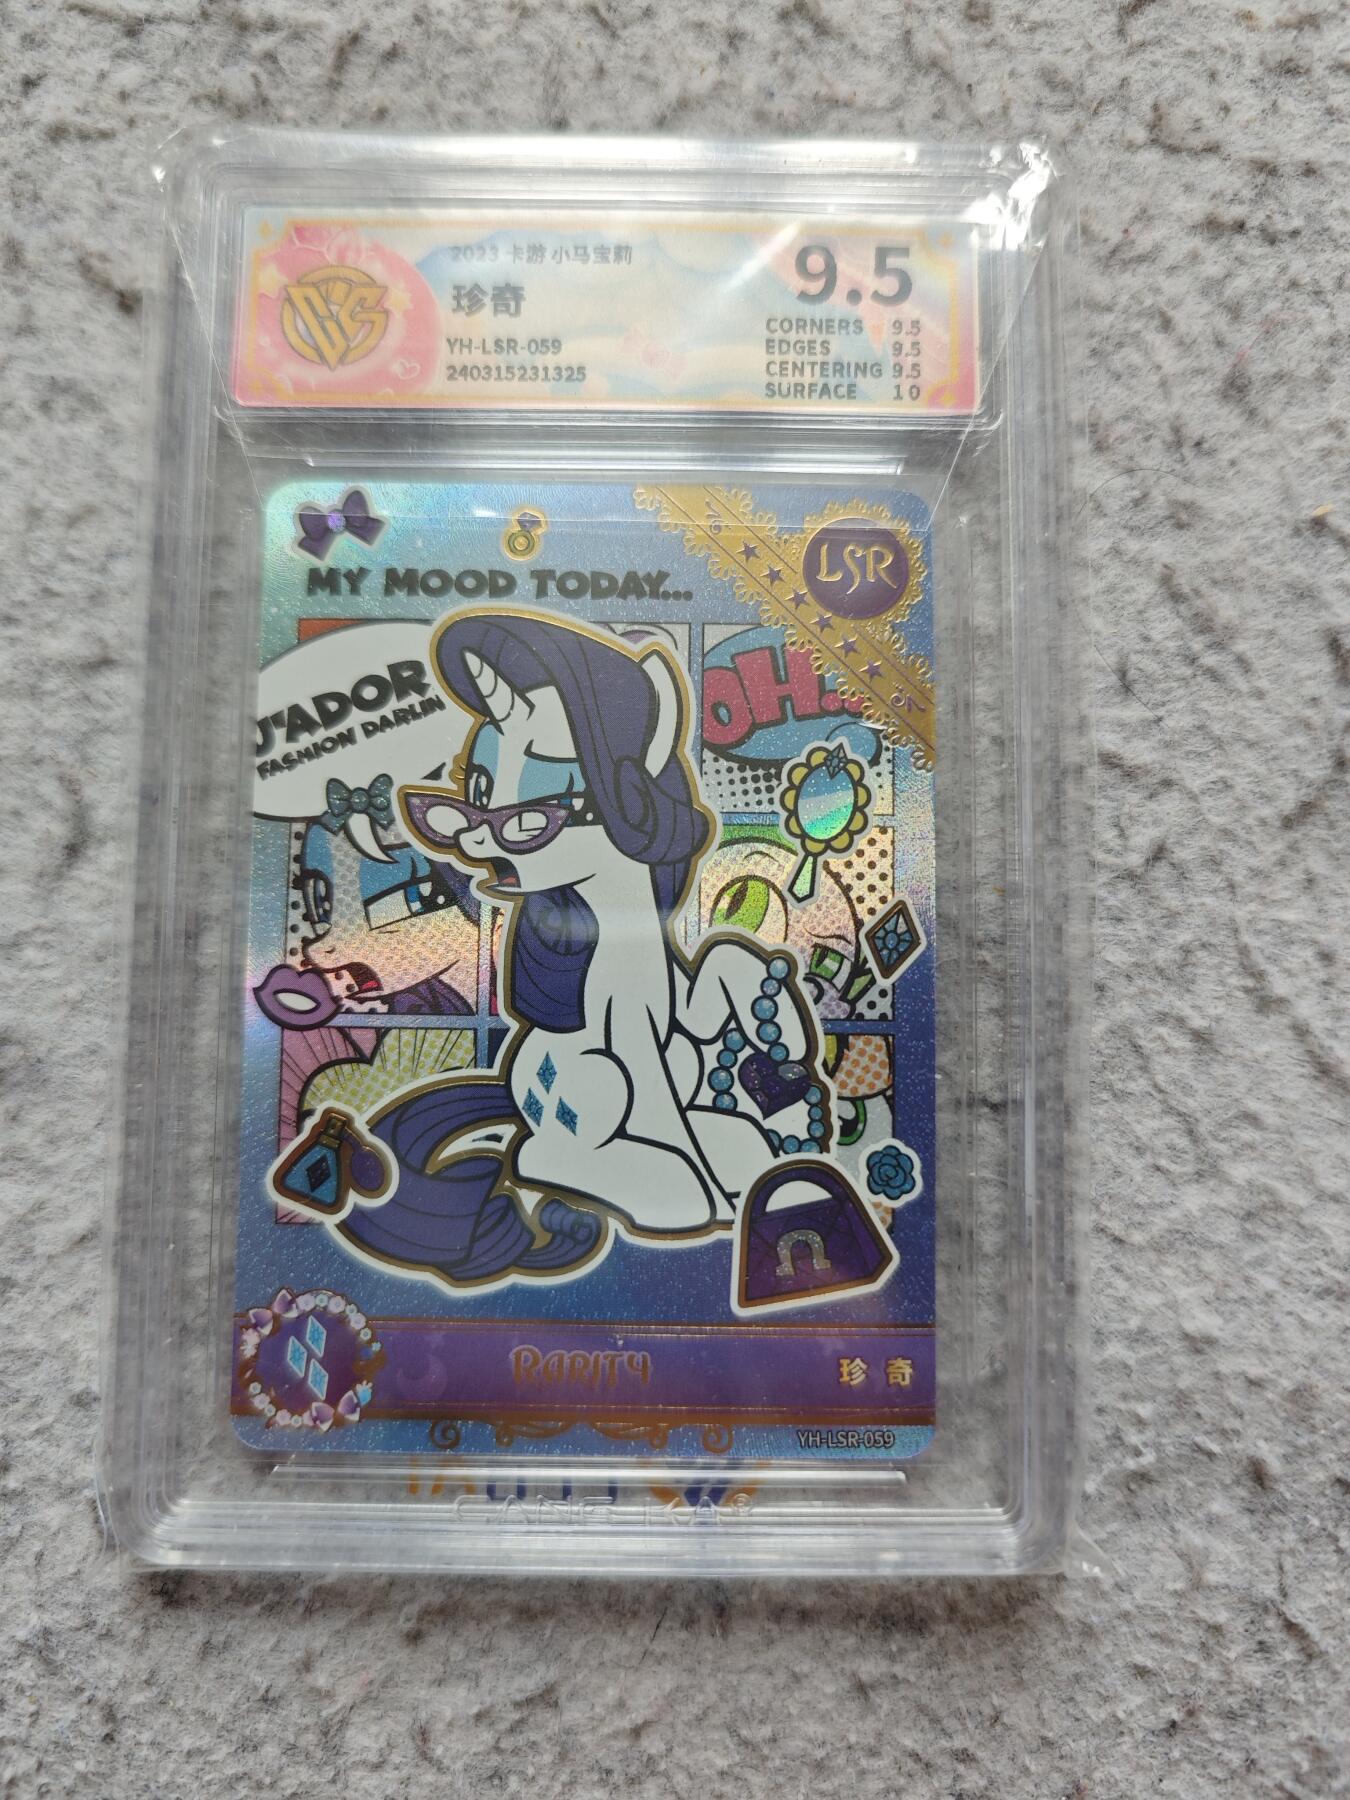 2023 卡游 小马宝莉
珍奇
YH-LSR-059
240315231325
9.5
CORNERS 9.5
EDGES 9.5
CENTERING 9.5
SURFACE 10
LSR
MY MOOD TODAY...
J'ADOR
FASHION DARLIN
OH..
RARITY
珍奇
YH-LSR-059
CANG KA®